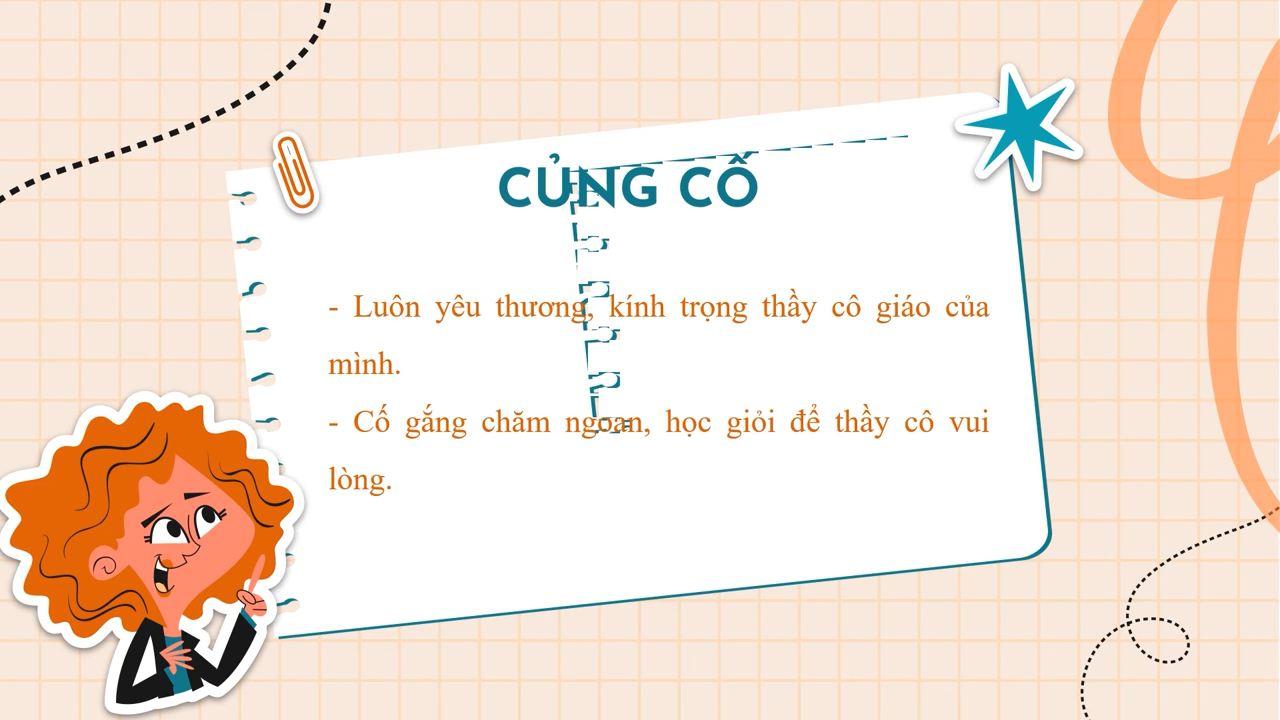 CỦNG CỐ
- Luôn yêu thương, kính trọng thầy cô giáo của
mình.
- Cố gắng chăm ngoan, học giỏi để thầy cô vui
lòng.